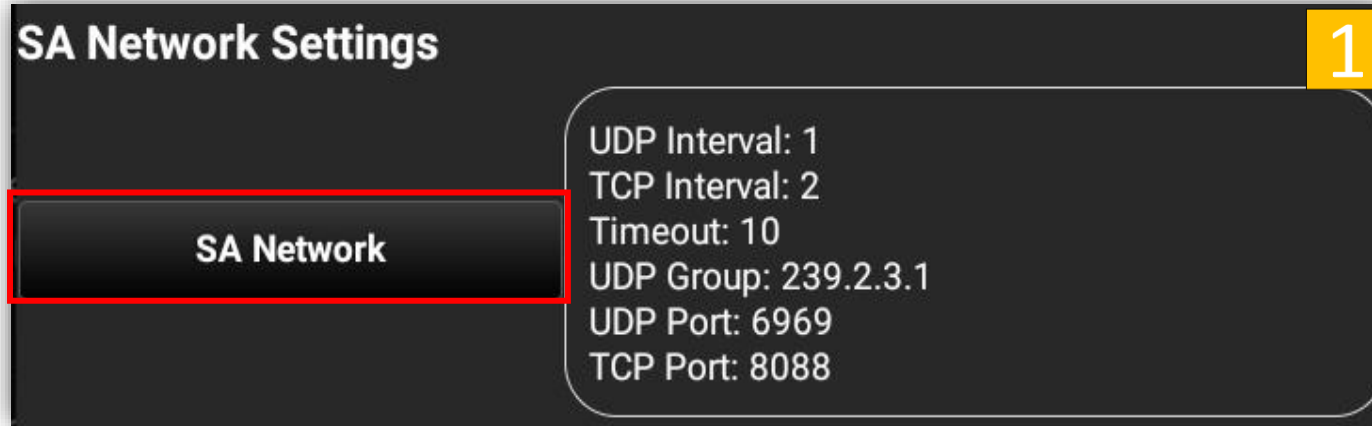 SA Network Settings
1
UDP Interval: 1
TCP Interval: 2
Timeout: 10
SA Network
UDP Group: 239.2.3.1
UDP Port: 6969
TCP Port: 8088